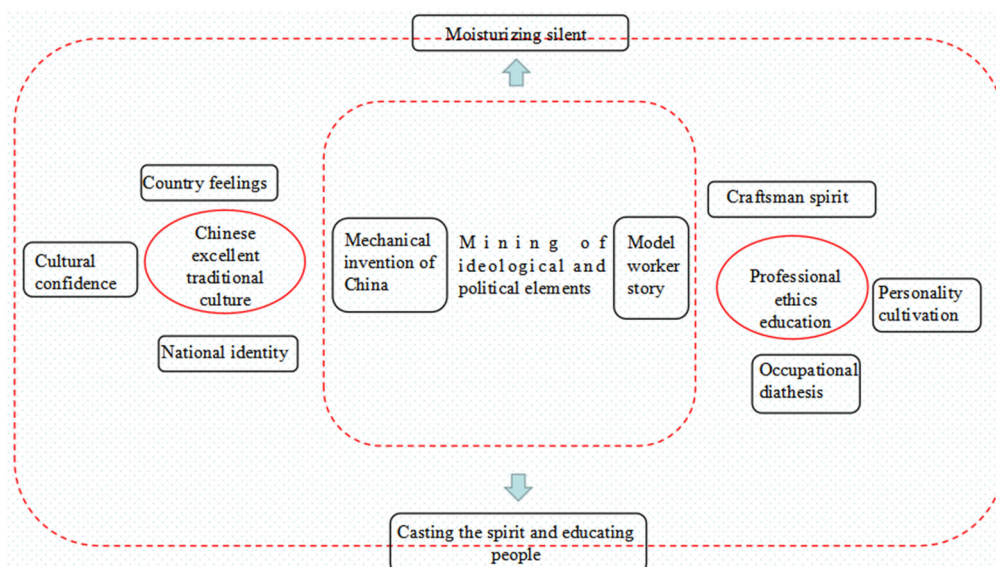 Moisturizing silent
Country feelings
Chinese
excellent
traditional
culture
Cultural
confidence
National identity
Mechanical
invention of
China
Mining of
ideological and
political elements
Model
worker
story
Craftsman spirit
Professional
ethics
education
Personality
cultivation
Occupational
diathesis
Casting the spirit and educating
people